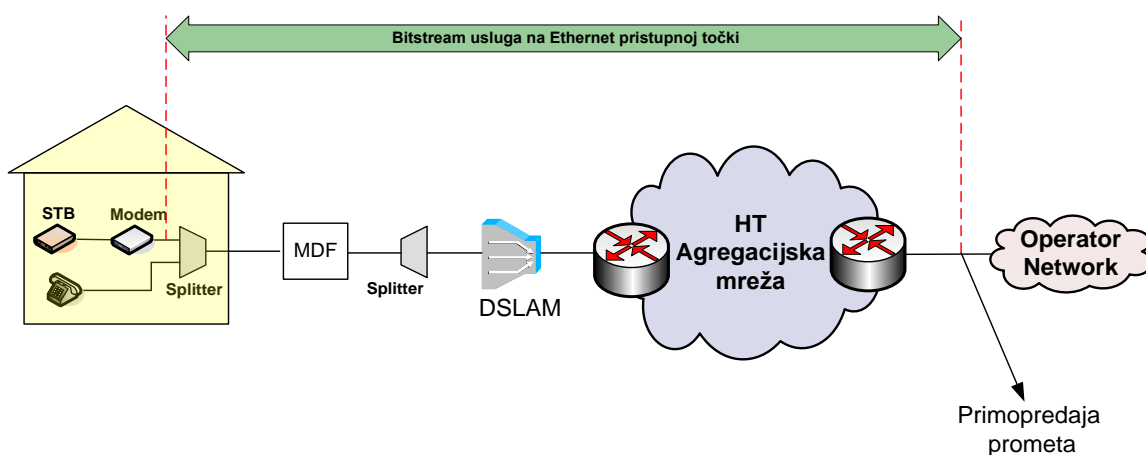 Bitstream usluga na Ethernet pristupnoj točki
STB
Modem
Splitter
MDF
Splitter
DSLAM
HT
Agregacijska
mreža
Operator
Network
Primopredaja
prometa